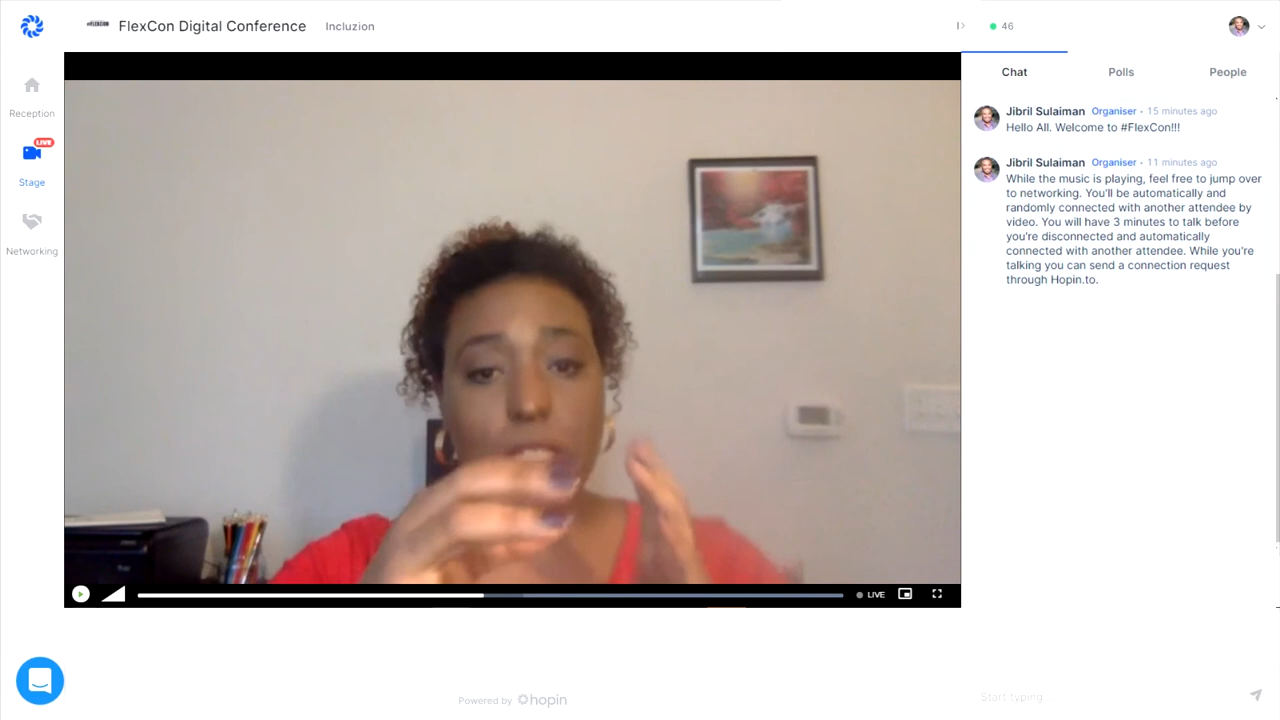 #FLEXCON FlexCon Digital Conference Incluzion 46
Reception
LIVE
Stage
Networking
Chat Polls People
Jibril Sulaiman Organiser • 15 minutes ago
Hello All. Welcome to #FlexCon!!!
Jibril Sulaiman Organiser • 11 minutes ago
While the music is playing, feel free to jump over
to networking. You'll be automatically and
randomly connected with another attendee by
video. You will have 3 minutes to talk before
you're disconnected and automatically
connected with another attendee. While you're
talking you can send a connection request
through Hopin.to.
LIVE
Powered by hopin
Start typing